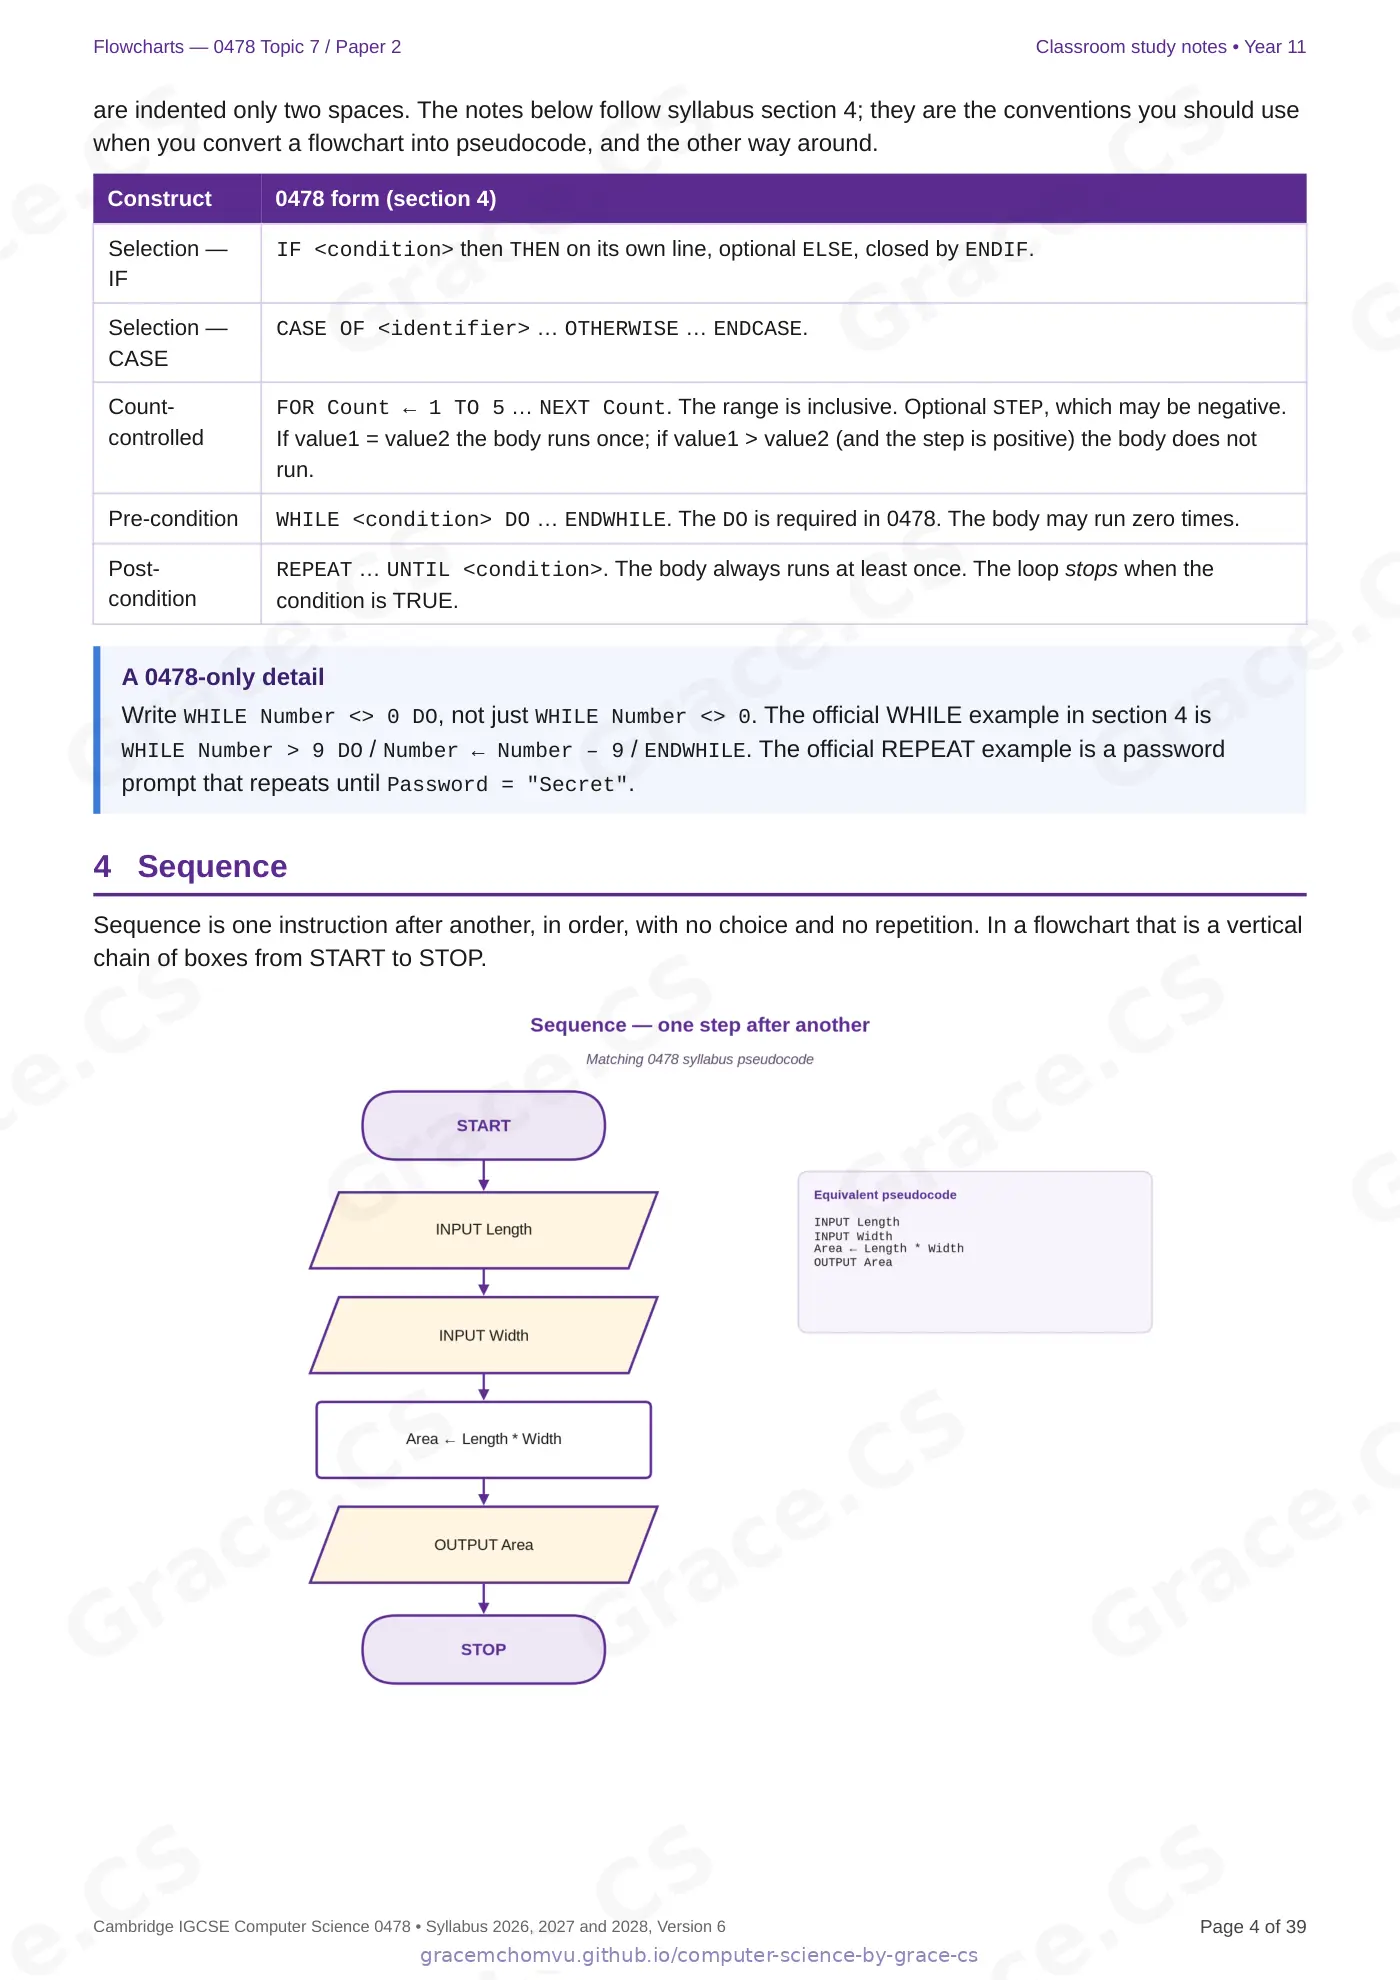 Flowcharts — 0478 Topic 7 / Paper 2
Classroom study notes • Year 11
are indented only two spaces. The notes below follow syllabus section 4; they are the conventions you should use
when you convert a flowchart into pseudocode, and the other way around.
Construct
0478 form (section 4)
Selection —
IF
IF <condition> then THEN on its own line, optional ELSE, closed by ENDIF.
Selection —
CASE
CASE OF <identifier> … OTHERWISE … ENDCASE.
Count-
controlled
FOR Count ← 1 TO 5 … NEXT Count. The range is inclusive. Optional STEP, which may be negative.
If value1 = value2 the body runs once; if value1 > value2 (and the step is positive) the body does not
run.
Pre-condition
WHILE <condition> DO … ENDWHILE. The DO is required in 0478. The body may run zero times.
Post-
condition
REPEAT … UNTIL <condition>. The body always runs at least once. The loop stops when the
condition is TRUE.
A 0478-only detail
Write WHILE Number <> 0 DO, not just WHILE Number <> 0. The official WHILE example in section 4 is
WHILE Number > 9 DO / Number ← Number – 9 / ENDWHILE. The official REPEAT example is a password
prompt that repeats until Password = "Secret".
4 Sequence
Sequence is one instruction after another, in order, with no choice and no repetition. In a flowchart that is a vertical
chain of boxes from START to STOP.
Sequence — one step after another
Matching 0478 syllabus pseudocode
START
INPUT Length
INPUT Width
Area ← Length * Width
OUTPUT Area
STOP
Equivalent pseudocode
INPUT Length
INPUT Width
Area ← Length * Width
OUTPUT Area
Cambridge IGCSE Computer Science 0478 • Syllabus 2026, 2027 and 2028, Version 6
Page 4 of 39
gracemchomvu.github.io/computer-science-by-grace-cs
Grace.CS